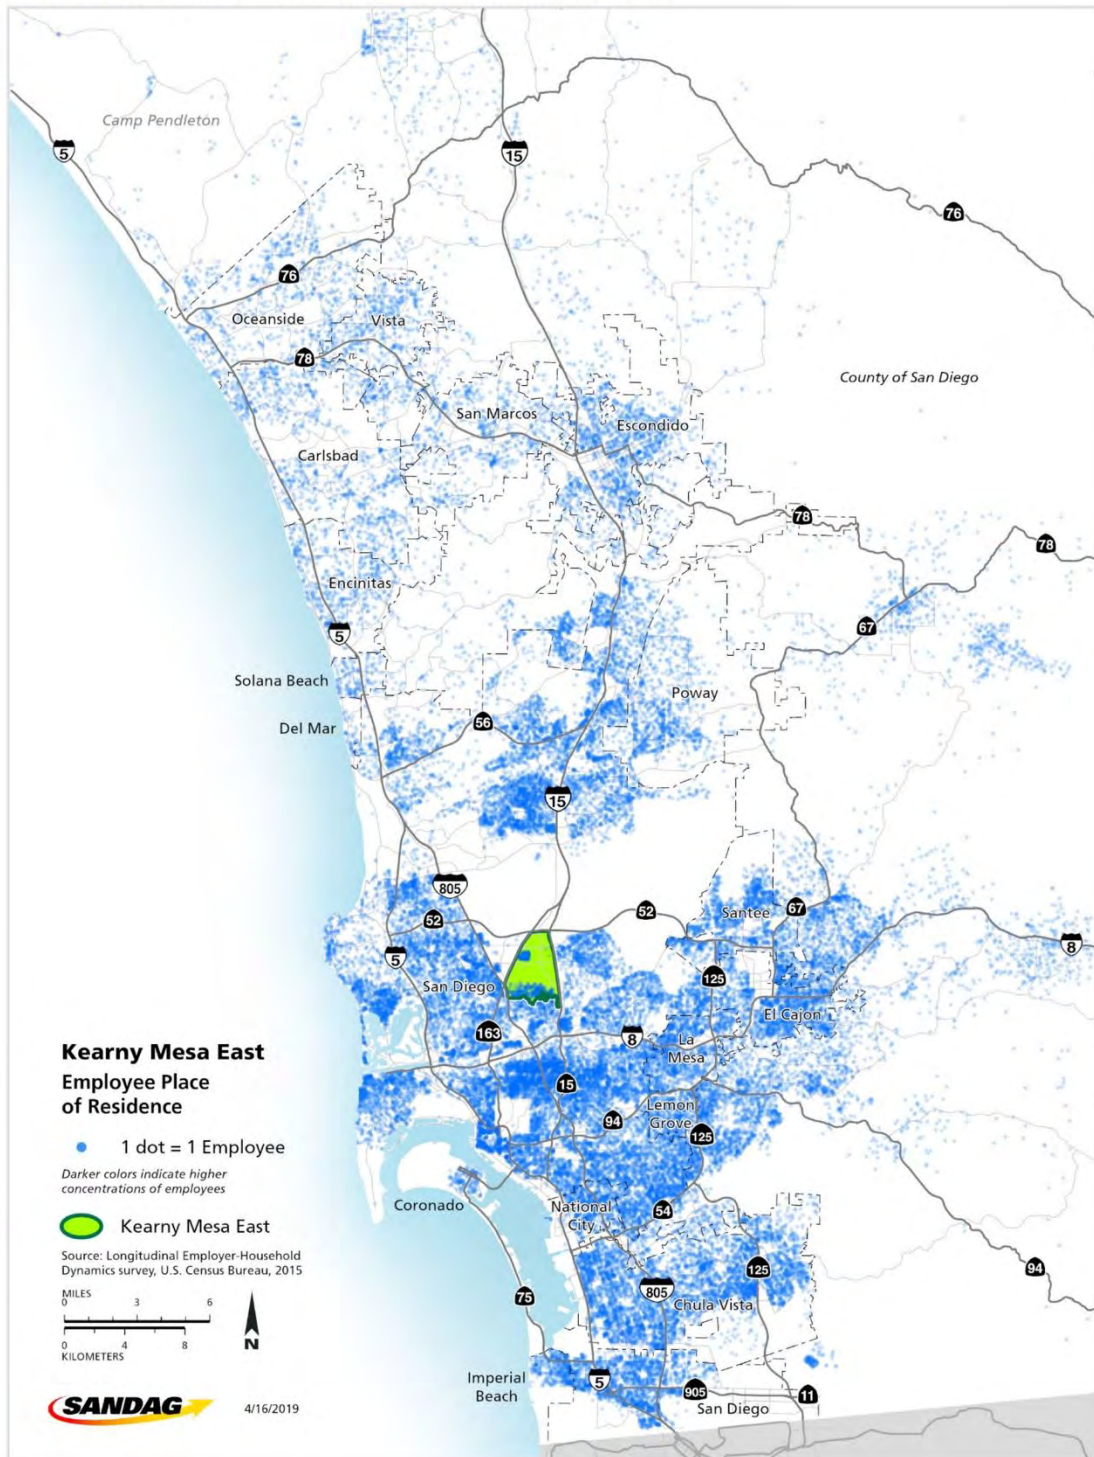 Camp Pendleton
5
15
76
76
Oceanside
Vista
78
County of San Diego
San Marcos
Escondido
Carlsbad
78
78
Encinitas
5
67
Solana Beach
Poway
Del Mar
56
15
805
52
52
Santee
67
5
8
San Diego
125
El Cajon
163
8
La
Mesa
15
94
Lemon
Grove
125
Coronado
National
City
54
125
94
75
805
Chula Vista
Imperial
Beach
5
905
11
San Diego
Kearny Mesa East
Employee Place
of Residence
1 dot = 1 Employee
Darker colors indicate higher
concentrations of employees
Kearny Mesa East
Source: Longitudinal Employer-Household
Dynamics survey, U.S. Census Bureau, 2015
MILES
0 3 6
0 4 8
KILOMETERS
N
SANDAG
4/16/2019